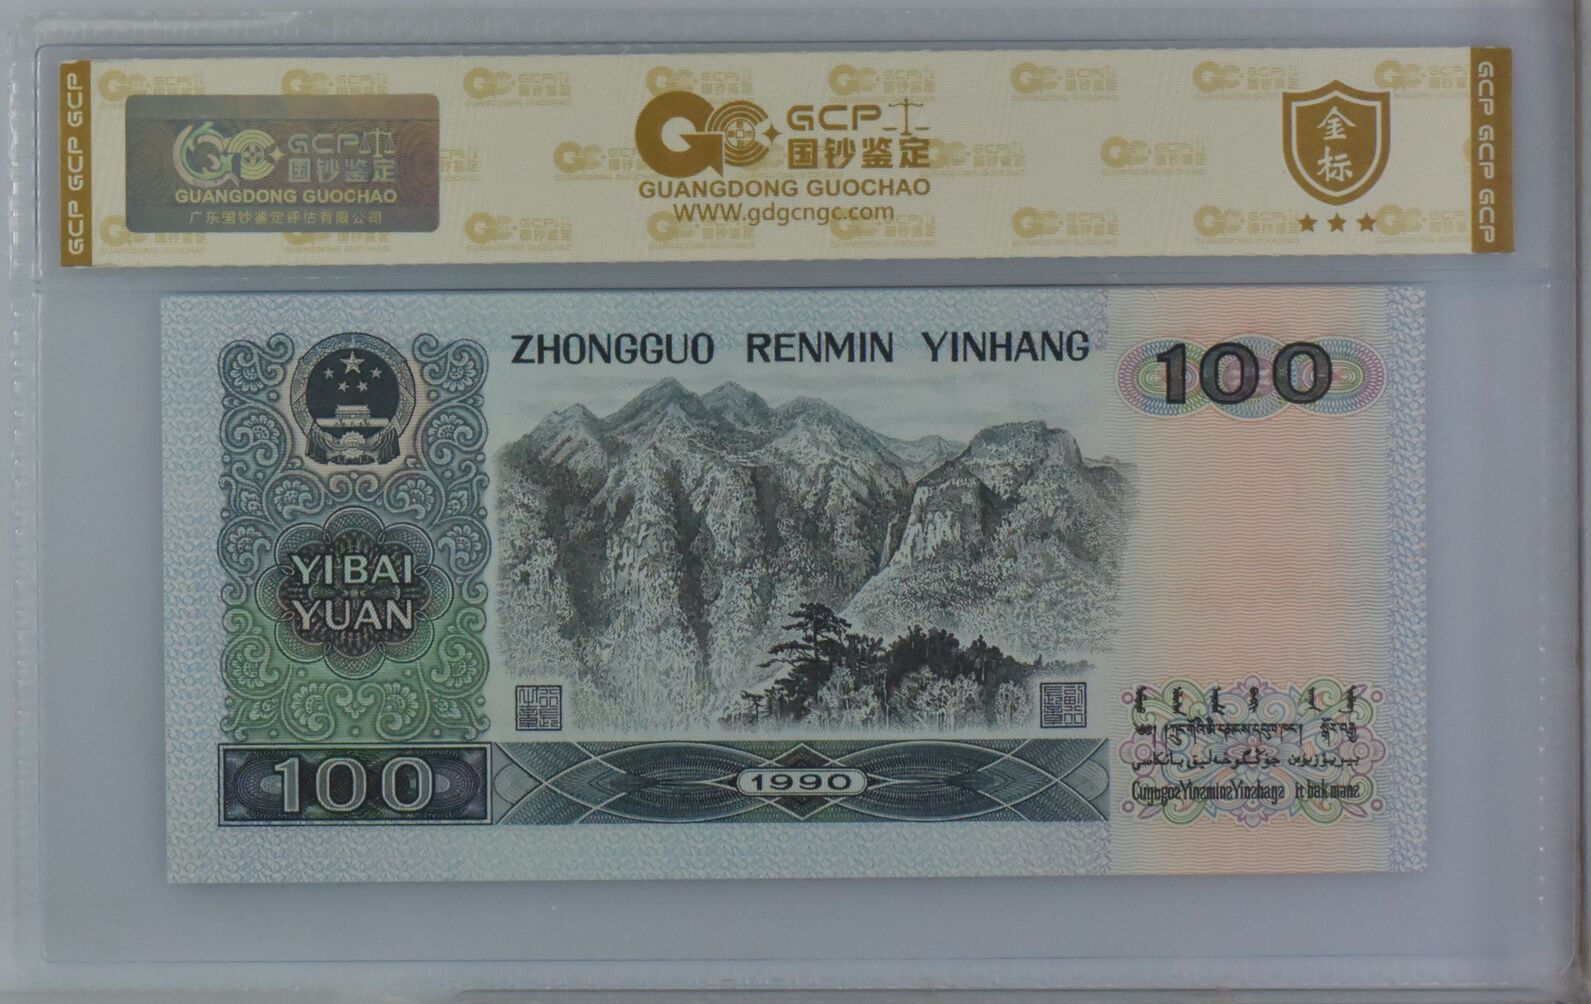 GCP GCP GCP
GCP
国钞鉴定
GUANGDONG GUOCHAO
广东国钞鉴定评估有限公司
GCP
国钞鉴定
GUANGDONG GUOCHAO
WWW.gdgcngc.com
金标
GCP GCP GCP
ZHONGGUO RENMIN YINHANG
100
YI BAI
YUAN
100
1990